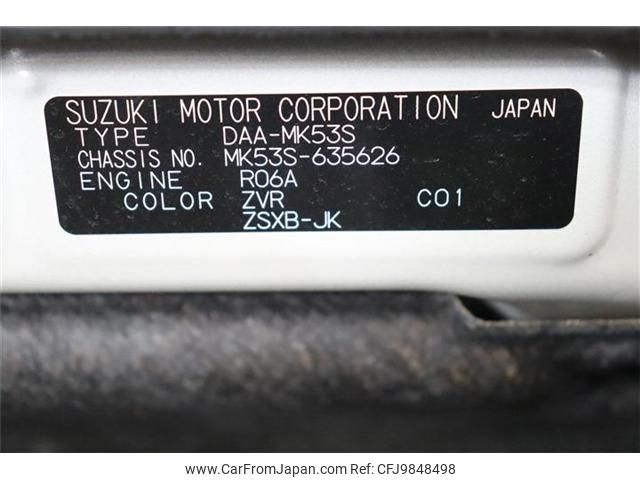 SUZUKI MOTOR CORPORATION JAPAN
TYPE DAA-MK53S
CHASSIS NO. MK53S-635626
ENGINE R06A
COLOR ZVR C01
ZSXB-JK
www.CarFromJapan.com / CFJ9848498